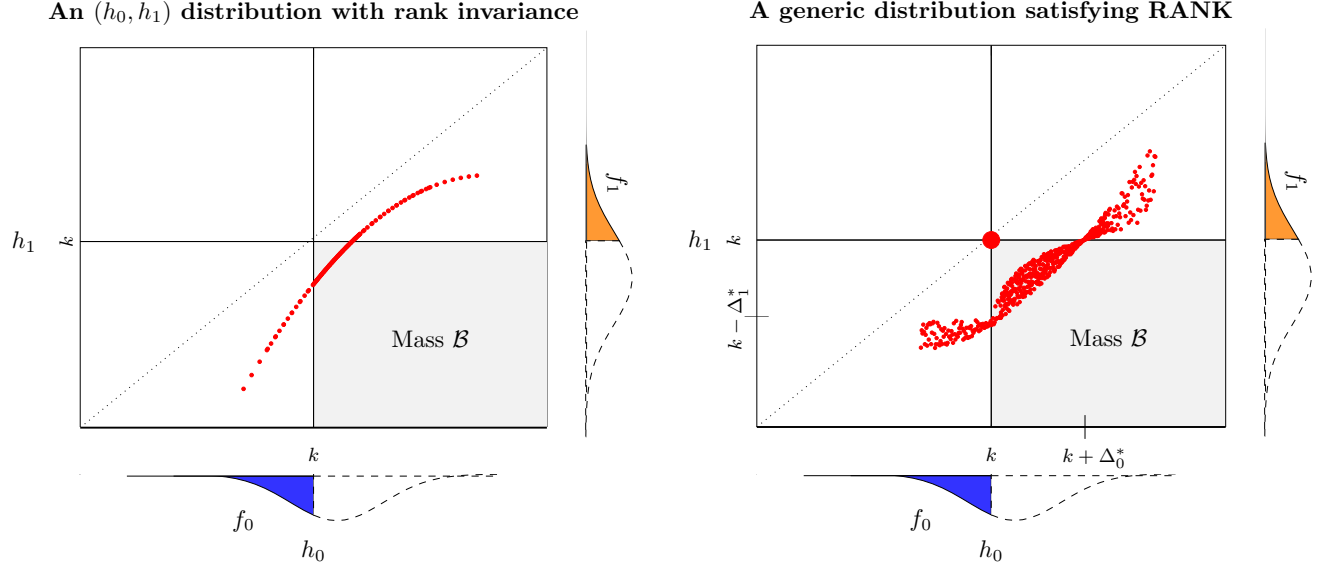 An (h₀, h₁) distribution with rank invariance
h₁
k
Mass ℬ
f₁
k
f₀
h₀
A generic distribution satisfying RANK
h₁
k
k − Δ₁*
Mass ℬ
f₁
k
k + Δ₀*
f₀
h₀